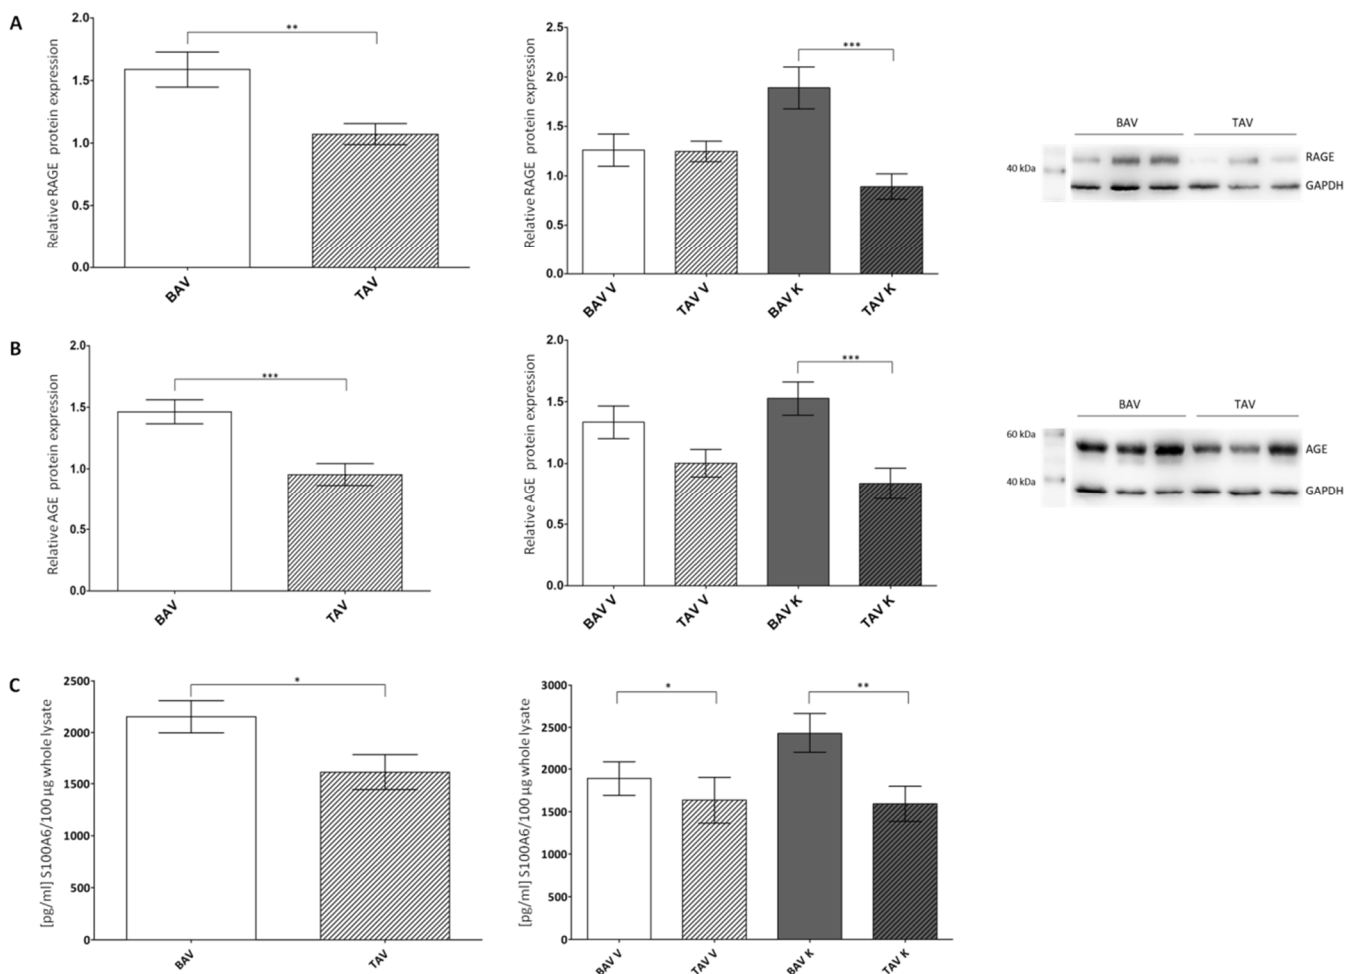 A
Relative RAGE protein expression
2.0
1.5
1.0
0.5
0.0
**
BAV
TAV
Relative RAGE protein expression
2.5
2.0
1.5
1.0
0.5
0.0
***
BAV V
TAV V
BAV K
TAV K
BAV
TAV
40 kDa
RAGE
GAPDH
B
Relative AGE protein expression
2.0
1.5
1.0
0.5
0.0
***
BAV
TAV
Relative AGE protein expression
2.0
1.5
1.0
0.5
0.0
***
BAV V
TAV V
BAV K
TAV K
BAV
TAV
60 kDa
40 kDa
AGE
GAPDH
C
[pg/ml] S100A6/100 µg whole lysate
2500
2000
1500
1000
500
0
*
BAV
TAV
[pg/ml] S100A6/100 µg whole lysate
3000
2500
2000
1500
1000
500
0
*
**
BAV V
TAV V
BAV K
TAV K